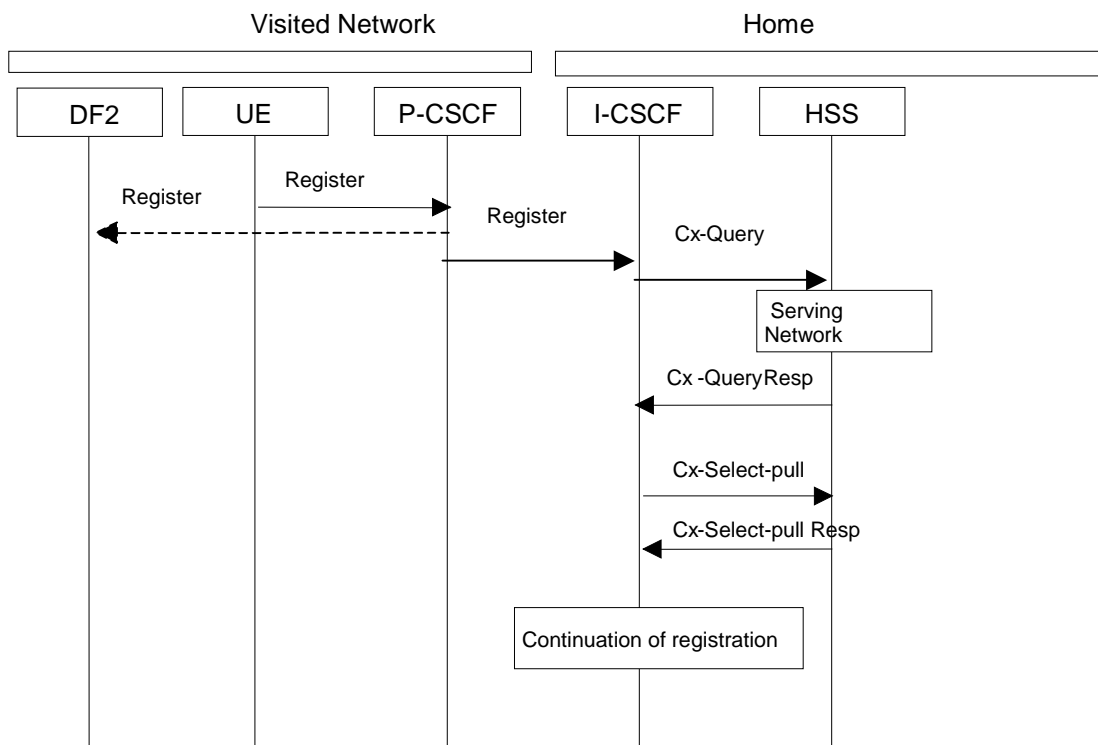 Visited Network
Home
DF2
UE
P-CSCF
I-CSCF
HSS
Register
Register
Register
Cx-Query
Serving
Network
Cx -QueryResp
Cx-Select-pull
Cx-Select-pull Resp
Continuation of registration